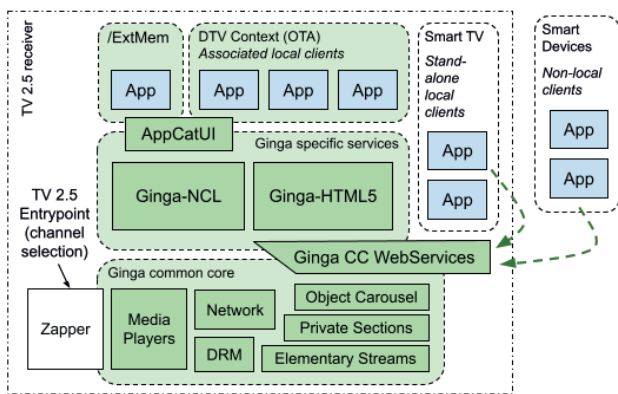 TV 2.5 receiver
/ExtMem
App
DTV Context (OTA)
Associated local clients
App
App
App
Smart TV
Stand-
alone
local
clients
App
App
Smart
Devices
Non-local
clients
App
App
AppCatUI
Ginga specific services
Ginga-NCL
Ginga-HTML5
TV 2.5
Entrypoint
(channel
selection)
Ginga CC WebServices
Ginga common core
Zapper
Media
Players
Network
DRM
Object Carousel
Private Sections
Elementary Streams